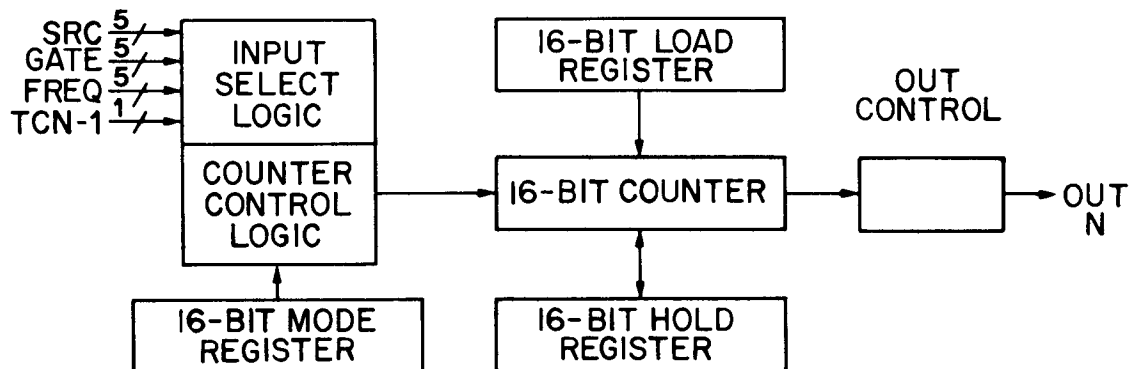 SRC 5
GATE 5
FREQ 5
TCN-1 1
INPUT
SELECT
LOGIC
COUNTER
CONTROL
LOGIC
16-BIT MODE
REGISTER
16-BIT LOAD
REGISTER
16-BIT COUNTER
16-BIT HOLD
REGISTER
OUT
CONTROL
OUT
N